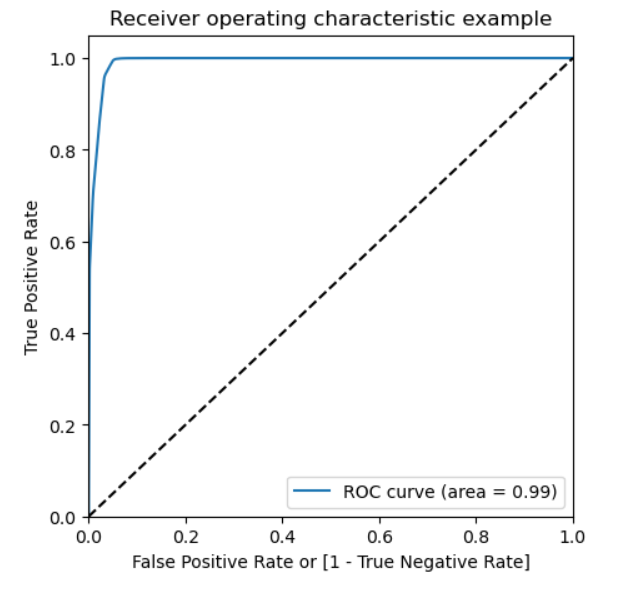 Receiver operating characteristic example
1.0
0.8
0.6
0.4
0.2
0.0
True Positive Rate
ROC curve (area = 0.99)
0.0 0.2 0.4 0.6 0.8 1.0
False Positive Rate or [1 - True Negative Rate]